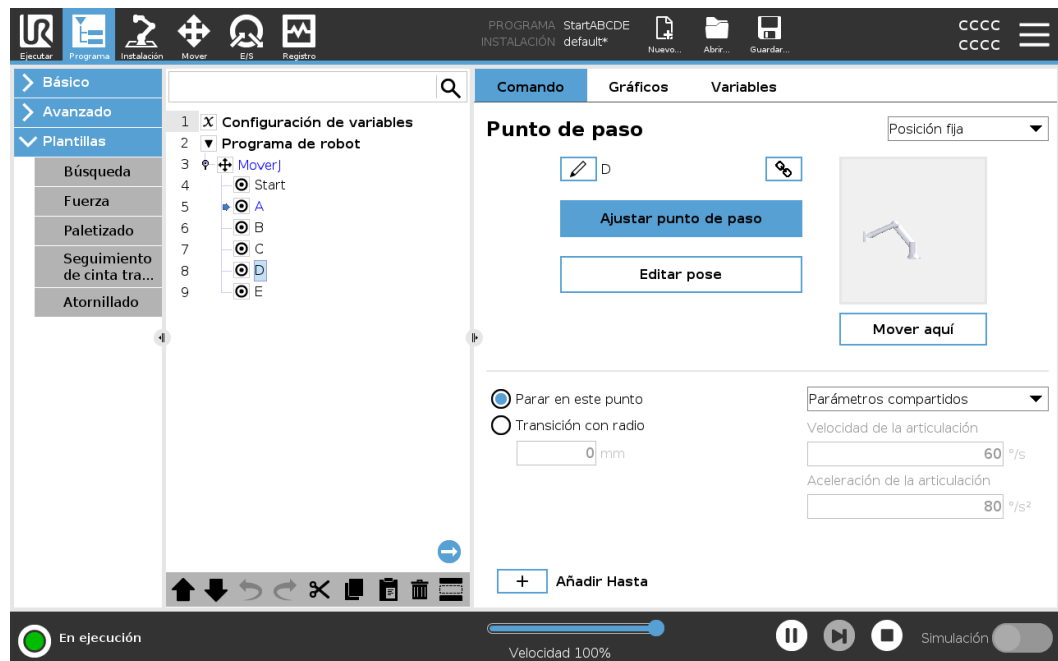 UR
Ejecutar
Programa
Instalación
Mover
E/S
Registro
PROGRAMA StartABCDE
INSTALACIÓN default*
Nuevo...
Abrir...
Guardar...
CCCC
CCCC
Básico
Avanzado
Plantillas
Búsqueda
Fuerza
Paletizado
Seguimiento
de cinta tra...
Atornillado
1 X Configuración de variables
2 Programa de robot
3 MoverJ
4 Start
5 A
6 B
7 C
8 D
9 E
Comando
Gráficos
Variables
Punto de paso
Posición fija
D
Ajustar punto de paso
Editar pose
Mover aquí
Parar en este punto
Transición con radio
0 mm
Parámetros compartidos
Velocidad de la articulación
60 °/s
Aceleración de la articulación
80 °/s²
+ Añadir Hasta
En ejecución
Velocidad 100%
Simulación